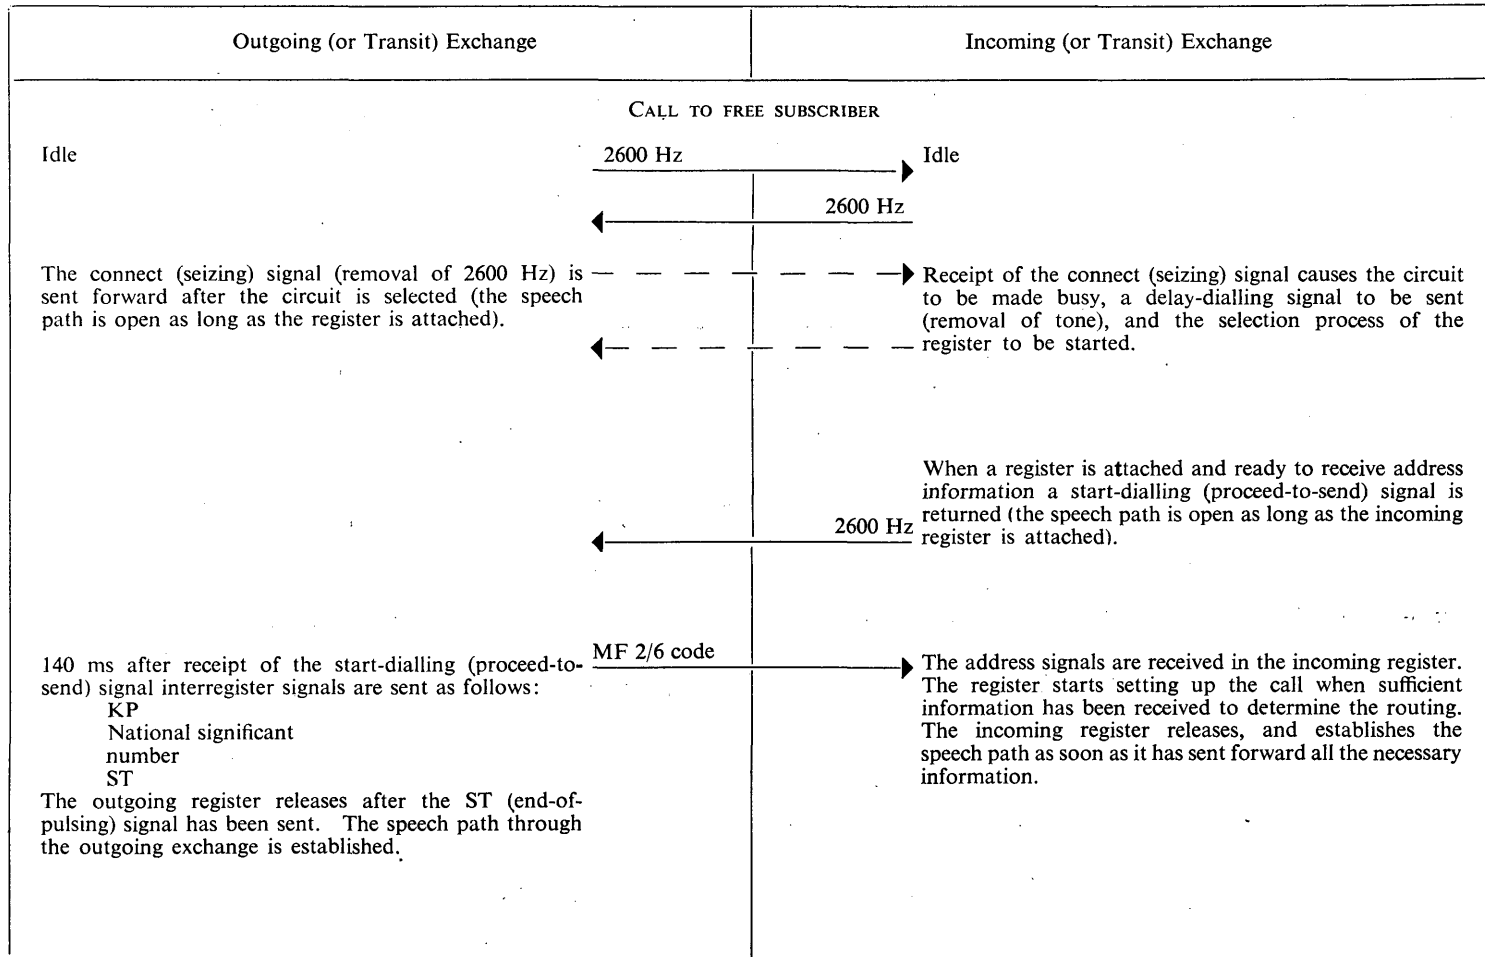 Outgoing (or Transit) Exchange
Incoming (or Transit) Exchange
CALL TO FREE SUBSCRIBER
Idle
2600 Hz
Idle
2600 Hz
The connect (seizing) signal (removal of 2600 Hz) is
sent forward after the circuit is selected (the speech
path is open as long as the register is attached).
Receipt of the connect (seizing) signal causes the circuit
to be made busy, a delay-dialling signal to be sent
(removal of tone), and the selection process of the
register to be started.
When a register is attached and ready to receive address
information a start-dialling (proceed-to-send) signal is
returned (the speech path is open as long as the incoming
register is attached).
2600 Hz
MF 2/6 code
140 ms after receipt of the start-dialling (proceed-to-
send) signal interregister signals are sent as follows:
KP
National significant
number
ST
The outgoing register releases after the ST (end-of-
pulsing) signal has been sent. The speech path through
the outgoing exchange is established.
The address signals are received in the incoming register.
The register starts setting up the call when sufficient
information has been received to determine the routing.
The incoming register releases, and establishes the
speech path as soon as it has sent forward all the necessary
information.